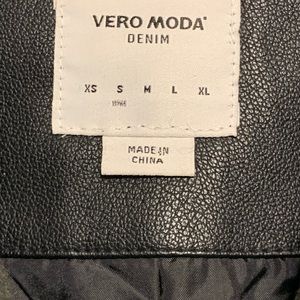 VERO MODA®
DENIM
XS S M L XL
MADE IN
CHINA